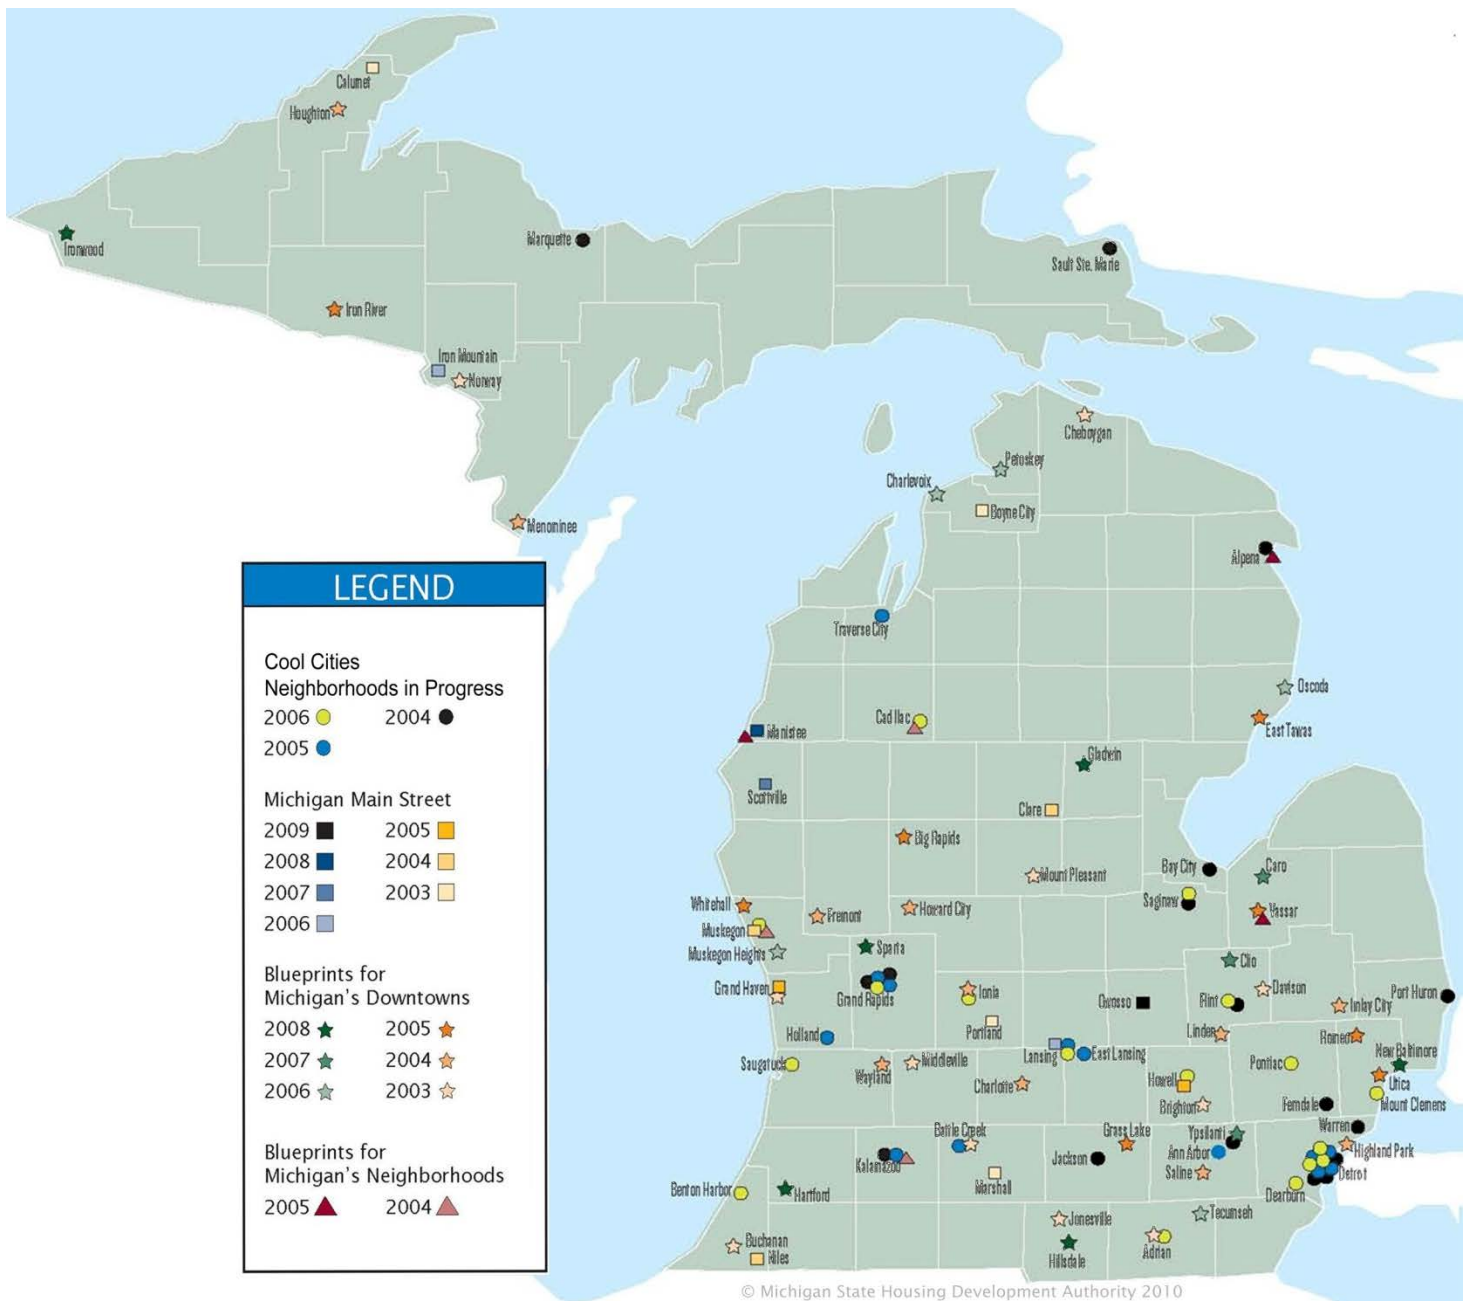 Calumet
Houghton
Ironwood
Marquette
Sault Ste. Marie
Iron River
Iron Mountain
Norway
Cheboygan
Petoskey
Charlevoix
Boyne City
Menominee
Alpena
LEGEND
Cool Cities
Neighborhoods in Progress
2006 2004
2005
Michigan Main Street
2009 2005
2008 2004
2007 2003
2006
Blueprints for
Michigan's Downtowns
2008 2005
2007 2004
2006 2003
Blueprints for
Michigan's Neighborhoods
2005 2004
Traverse City
Oscoda
Cadillac
East Tawas
Manistee
Gladwin
Scottville
Clare
Big Rapids
Bay City
Caro
Mount Pleasant
Saginaw
Whitehall
Fremont
Howard City
Vassar
Muskegon
Muskegon Heights
Sparta
Clio
Grand Haven
Grand Rapids
Ionia
Owosso
Flint
Davison
Port Huron
Imlay City
Portland
Holland
Linden
Romeo
Lansing
East Lansing
New Baltimore
Saugatuck
Wayland
Middleville
Pontiac
Charlotte
Howell
Utica
Brighton
Ferndale
Mount Clemens
Warren
Battle Creek
Grass Lake
Ypsilanti
Highland Park
Kalamazoo
Jackson
Ann Arbor
Saline
Detroit
Marshall
Benton Harbor
Hartford
Dearborn
Tecumseh
Jonesville
Buchanan
Niles
Hillsdale
Adrian
© Michigan State Housing Development Authority 2010